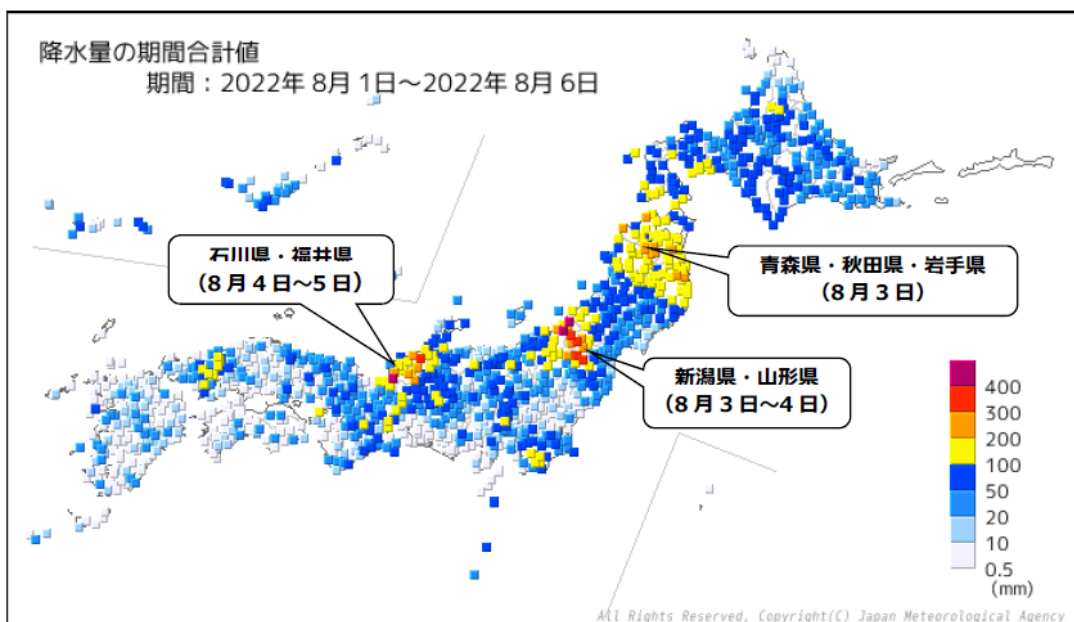 降水量の期間合計値
期間：2022年8月1日～2022年8月6日
石川県・福井県
（8月4日～5日）
青森県・秋田県・岩手県
（8月3日）
新潟県・山形県
（8月3日～4日）
400
300
200
100
50
20
10
0.5
(mm)
All Rights Reserved, Copyright(C) Japan Meteorological Agency